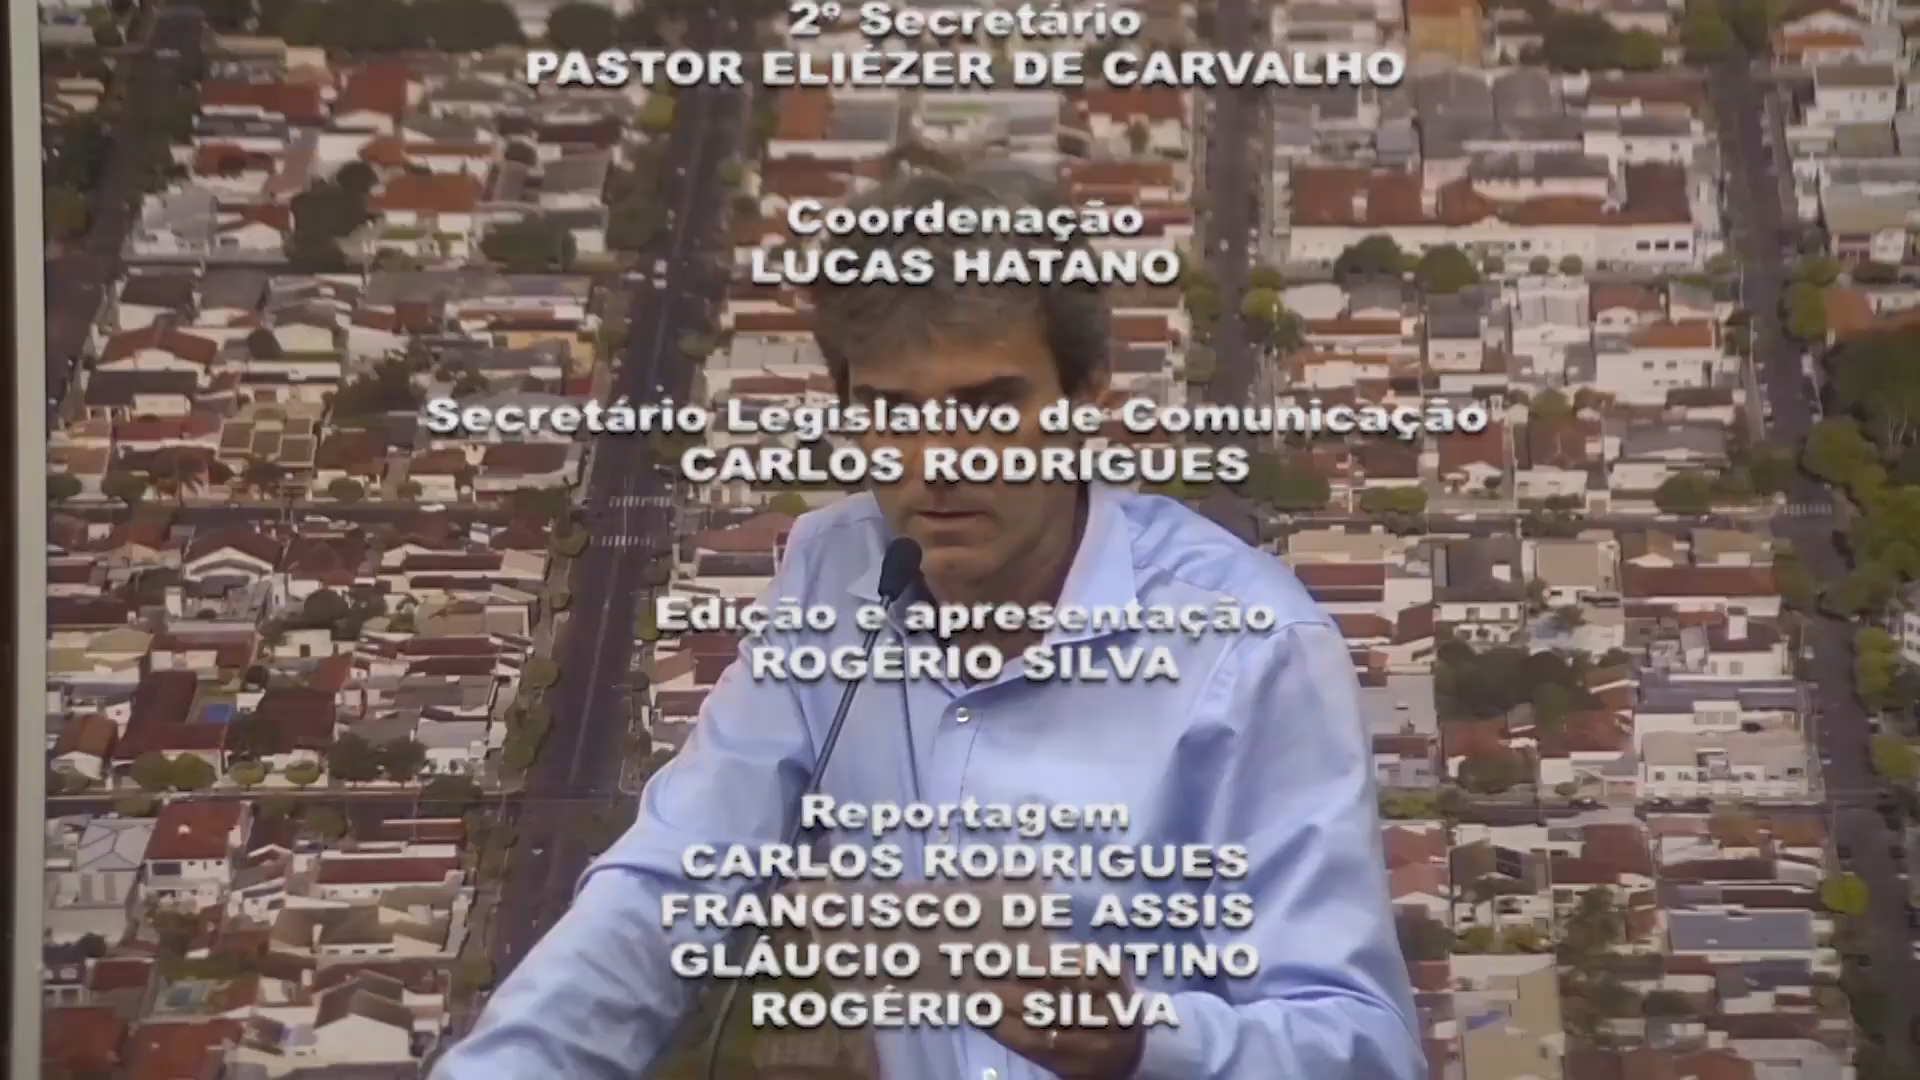 2º Secretário
PASTOR ELIÉZER DE CARVALHO
Coordenação
LUCAS HATANO
Secretário Legislativo de Comunicação
CARLOS RODRIGUES
Edição e apresentação
ROGÉRIO SILVA
Reportagem
CARLOS RODRIGUES
FRANCISCO DE ASSIS
GLÁUCIO TOLENTINO
ROGÉRIO SILVA